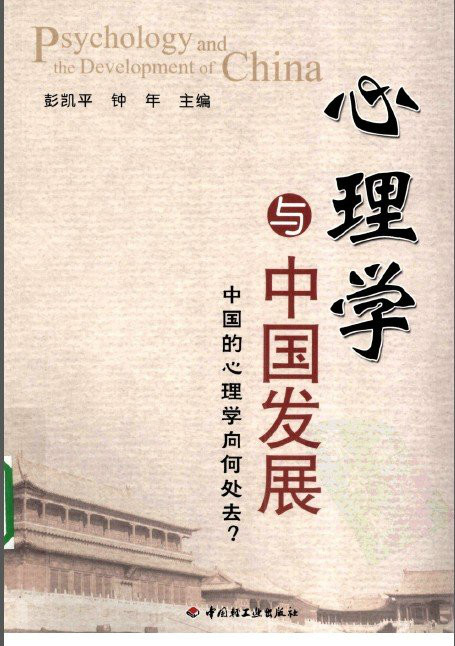 Psychology and
the Development of China
彭凯平 钟年 主编
心理学
与
中国发展
中国的心理学向何处去？
中国轻工业出版社